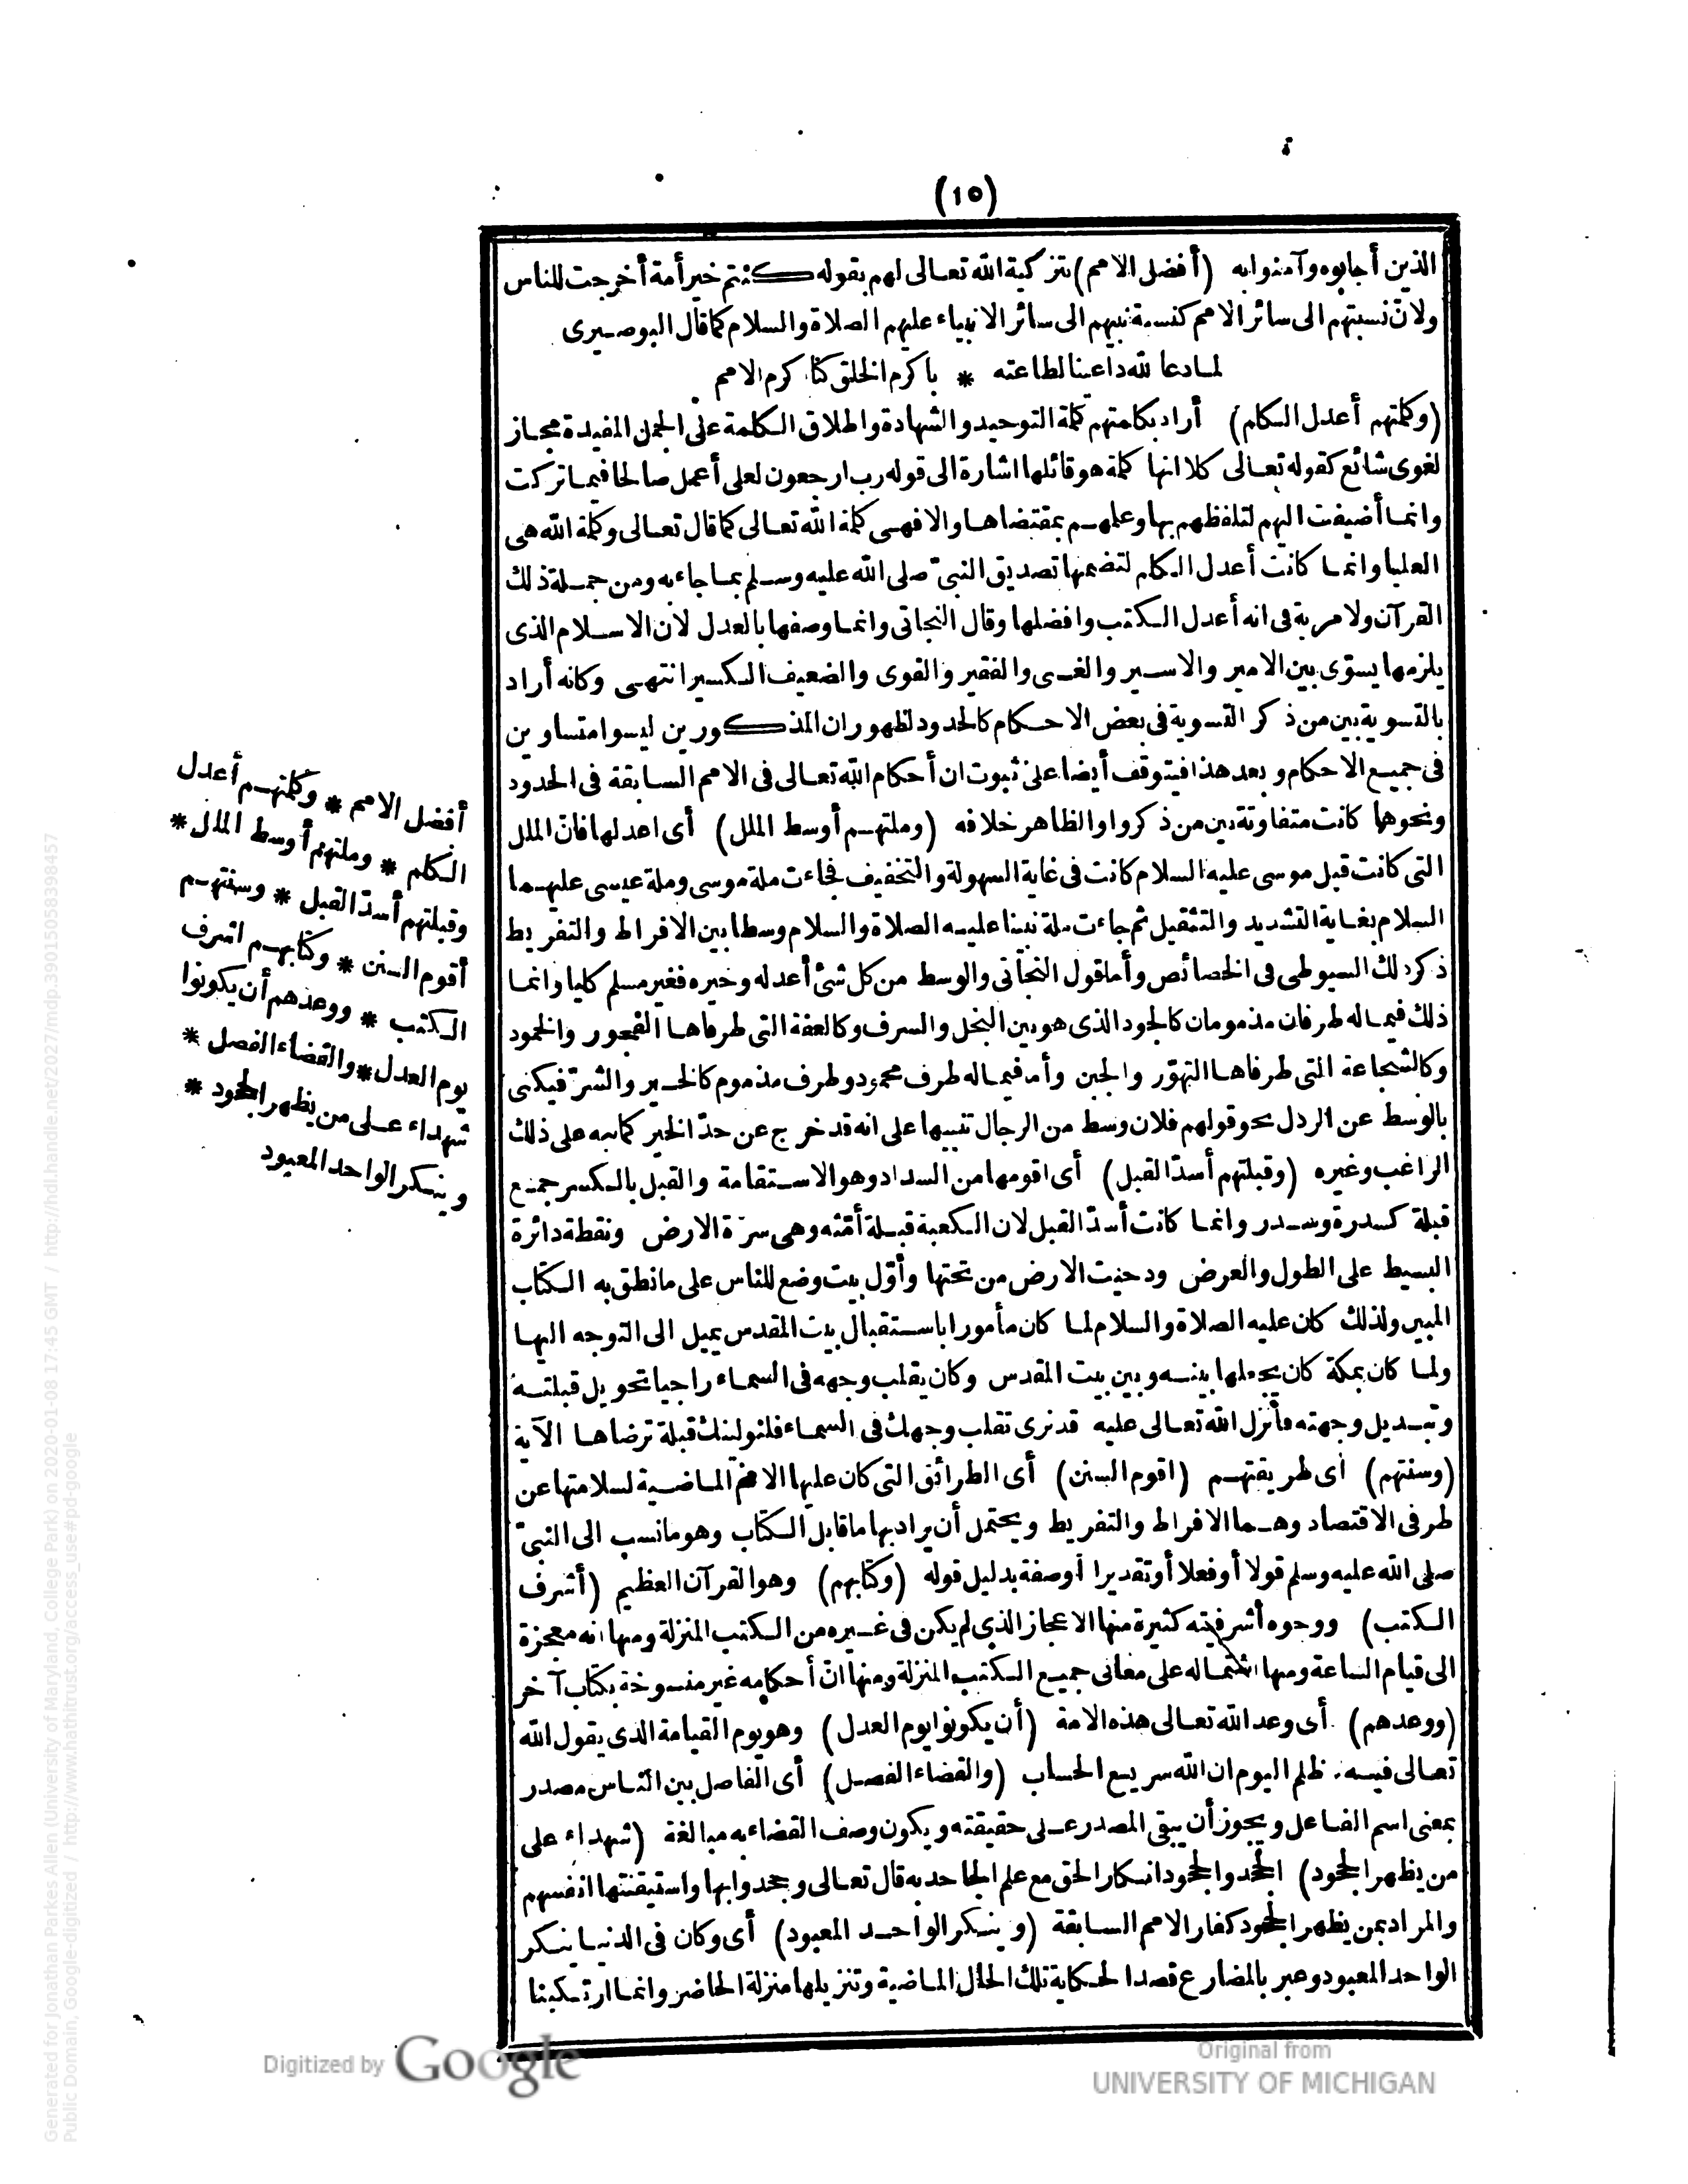 (١٥)
الذين أجابوه وآمنوا به (أفضل الامم) بتزكية الله تعالى لهم بقوله كنتم خير أمة أخرجت للناس
ولانّ نسبتهم الى سائر الامم كنسبة نبيهم الى سائر الانبياء عليهم الصلاة والسلام كما قال البوصيرى
لما دعا لله داعينا لطاعته * باكرم الخلق كنا كرم الامم
(وكلمتهم أعدل الكلم) أراد بكلمتهم كلمة التوحيد والشهادة واطلاق الكلمة على الجمل المفيدة مجاز
لغوى شائع كقوله تعالى كلا انها كلمة هو قائلها اشارة الى قوله رب ارجعون لعلى أعمل صالحا فيما تركت
وانما أضيفت اليهم لتلفظهم بها وعلمهم بمقتضاها والا فهى كلمة الله تعالى كما قال تعالى وكلمة الله هى
العليا وانما كانت أعدل الكلم لتضمنها تصديق النبىّ صلى الله عليه وسلم بما جاء به ومن جملة ذلك
القرآن ولا مرية فى انه أعدل الكتب وافضلها وقال النجاتى وانما وصفها بالعدل لان الاسلام الذى
يلزمها يسوّى بين الامير والاسير والغنى والفقير والقوى والضعيف الكسير انتهى وكانه أراد
بالتسوية بين من ذكر التسوية فى بعض الاحكام كالحدود لظهور ان المذكورين ليسوا متساوين
فى جميع الاحكام وبعد هذا فيتوقف أيضا على ثبوت ان أحكام الله تعالى فى الامم السابقة فى الحدود
ونحوها كانت متفاوتة بين من ذكروا والظاهر خلافه (وملتهم أوسط الملل) أى اعدلها فان الملل
التى كانت قبل موسى عليه السلام كانت فى غاية السهولة والتخفيف فجاءت ملة موسى وملة عيسى عليهما
السلام بغاية التشديد والتثقيل ثم جاءت ملة نبينا عليه الصلاة والسلام وسطا بين الافراط والتفريط
ذكر ذلك السيوطى فى الخصائص وأما قول النجاتى والوسط من كل شئ أعدله وخيره فغير مسلم كليا وانما
ذلك فيما له طرفان مذمومان كالجود الذى هو بين البخل والسرف وكالعفة التى طرفاها الفجور والخمود
وكالشجاعة التى طرفاها التهوّر والجبن وأما فيما له طرف محمود وطرف مذموم كالخير والشرّ فيكنى
بالوسط عن الرذل نحو قولهم فلان وسط من الرجال تنبيها على انه قد خرج عن حدّ الخير كما نبه على ذلك
الراغب وغيره (وقبلتهم أسدّ القبل) أى اقومها من السداد وهو الاستقامة والقبل بالكسر جمع
قبلة كسدرة وسدر وانما كانت أسدّ القبل لان الكعبة قبلة أمّته وهى سرّة الارض ونقطة دائرة
البسيط على الطول والعرض ودحيت الارض من تحتها وأوّل بيت وضع للناس على ما نطق به الكتاب
المبين ولذلك كان عليه الصلاة والسلام لما كان مأمورا باستقبال بيت المقدس يميل الى التوجه اليها
ولما كان بمكة كان يجعلها بينه وبين بيت المقدس وكان يقلب وجهه فى السماء راجيا تحويل قبلته
وتبديل وجهته فأنزل الله تعالى عليه قد نرى تقلب وجهك فى السماء فلنولينك قبلة ترضاها الآية
(وسنتهم) أى طريقتهم (اقوم السنن) أى الطرائق التى كان عليها الامم الماضية لسلامتها عن
طرفى الاقتصاد وهما الافراط والتفريط ويحتمل أن يراد بها ما قابل الكتاب وهو ما نسب الى النبىّ
صلى الله عليه وسلم قولا أو فعلا أو تقديرا أوصفة بدليل قوله (وكتابهم) وهو القرآن العظيم (أشرف
الكتب) ووجوه أشرفيته كثيرة منها الاعجاز الذى لم يكن فى غيره من الكتب المنزلة ومنها انه معجزة
الى قيام الساعة ومنها اشتماله على معانى جميع الكتب المنزلة ومنها انّ أحكامه غير منسوخة بكتاب آخر
(ووعدهم) أى وعد الله تعالى هذه الامة (أن يكونوا يوم العدل) وهو يوم القيامة الذى يقول الله
تعالى فيه ظلم اليوم ان الله سريع الحساب (والقضاء الفصل) أى الفاصل بين الناس مصدر
بمعنى اسم الفاعل ويجوز أن يبقى المصدر على حقيقته ويكون وصف القضاء به مبالغة (شهداء على
من يظهر الجحود) الجحد والجحود انكار الحق مع علم الجاحد به قال تعالى وجحدوا بها واستيقنتها انفسهم
والمراد بمن يظهر الجحود كفار الامم السابقة (وينكر الواحد المعبود) أى وكان فى الدنيا ينكر
الواحد المعبود وعبر بالمضارع قصدا لحكاية تلك الحال الماضية وتنزيلها منزلة الحاضر وانما ارتكبنا
أفضل الامم * وكلمتهم أعدل
الكلم * وملتهم أوسط الملل *
وقبلتهم أسدّ القبل * وسنتهم
أقوم السنن * وكتابهم اشرف
الكتب * ووعدهم أن يكونوا
يوم العدل * والقضاء الفصل *
شهداء على من يظهر الجحود *
وينكر الواحد المعبود
Digitized by Google
Original from
UNIVERSITY OF MICHIGAN
Generated for Jonathan Parkes Allen (University of Maryland, College Park) on 2020-01-08 17:45 GMT / http://hdl.handle.net/2027/mdp.39015058398457
Public Domain, Google-digitized / http://www.hathitrust.org/access_use#pd-google